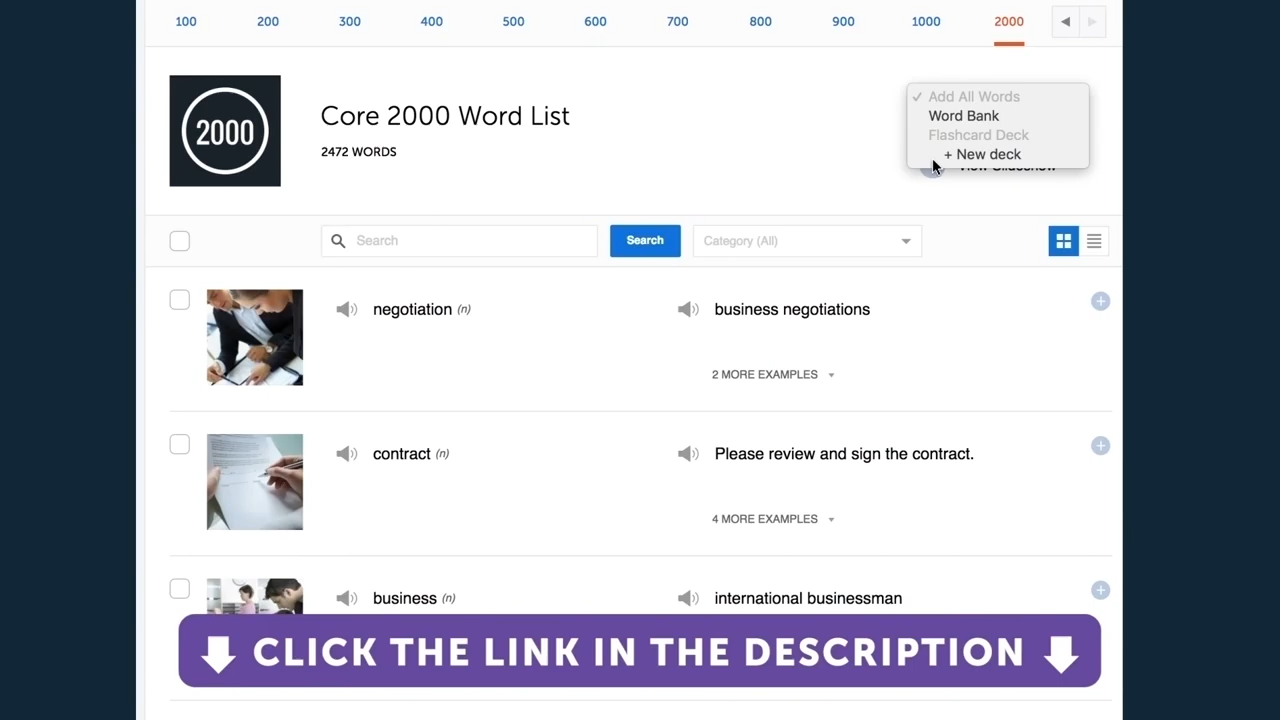 100 200 300 400 500 600 700 800 900 1000 2000
2000
Core 2000 Word List
2472 WORDS
Add All Words
Word Bank
Flashcard Deck
+ New deck
View Slideshow
Search
Search
Category (All)
negotiation (n)
business negotiations
2 MORE EXAMPLES
contract (n)
Please review and sign the contract.
4 MORE EXAMPLES
business (n)
international businessman
CLICK THE LINK IN THE DESCRIPTION